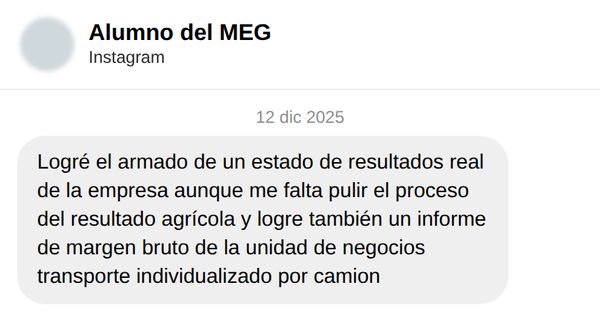 Alumno del MEG
Instagram
12 dic 2025
Logré el armado de un estado de resultados real
de la empresa aunque me falta pulir el proceso
del resultado agrícola y logre también un informe
de margen bruto de la unidad de negocios
transporte individualizado por camion